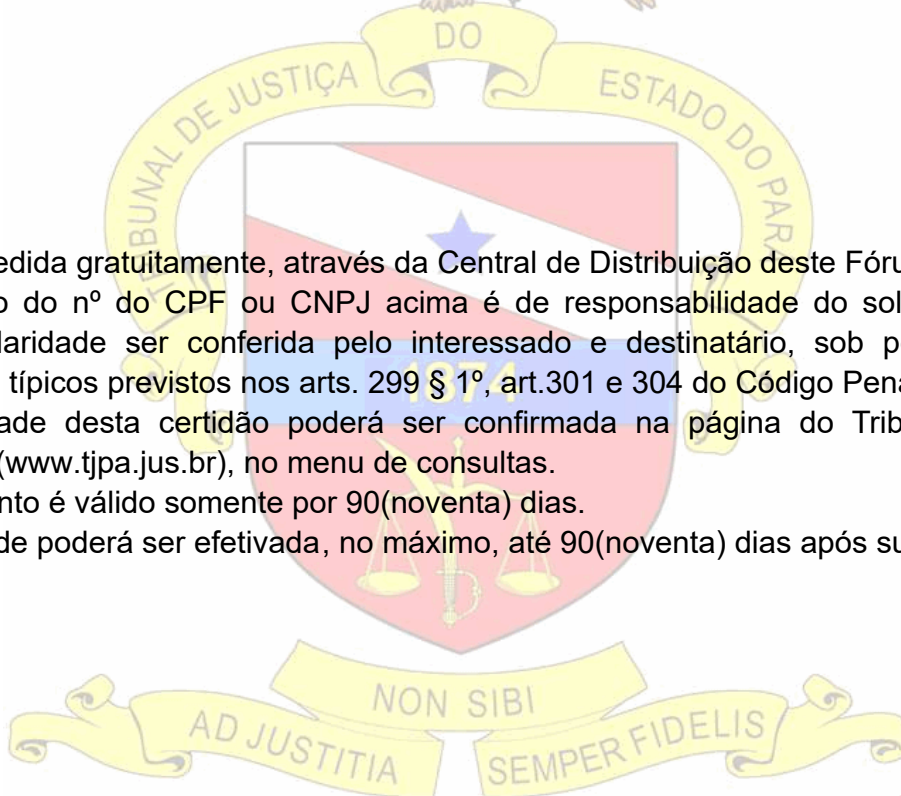 DO
TRIBUNAL DE JUSTIÇA
ESTADO DO PARÁ
edida gratuitamente, através da Central de Distribuição deste Fóru
o do nº do CPF ou CNPJ acima é de responsabilidade do sol
laridade ser conferida pelo interessado e destinatário, sob p
típicos previstos nos arts. 299 § 1º, art.301 e 304 do Código Pena
ade desta certidão poderá ser confirmada na página do Trib
(www.tjpa.jus.br), no menu de consultas.
nto é válido somente por 90(noventa) dias.
de poderá ser efetivada, no máximo, até 90(noventa) dias após su
1874
NON SIBI
AD JUSTITIA
SEMPER FIDELIS